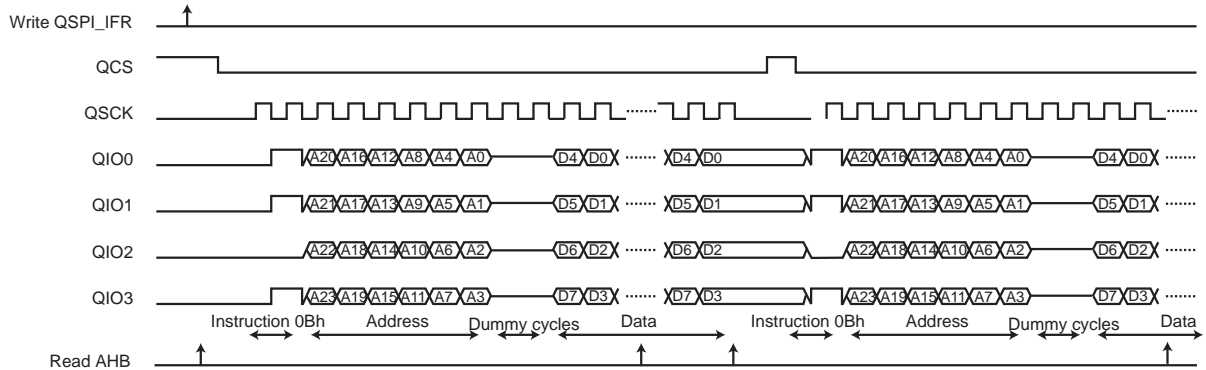 Write QSPI_IFR
QCS
QSCK
QIO0 A20 A16 A12 A8 A4 A0 D4 D0 D4 D0 A20 A16 A12 A8 A4 A0 D4 D0
QIO1 A21 A17 A13 A9 A5 A1 D5 D1 D5 D1 A21 A17 A13 A9 A5 A1 D5 D1
QIO2 A22 A18 A14 A10 A6 A2 D6 D2 D6 D2 A22 A18 A14 A10 A6 A2 D6 D2
QIO3 A23 A19 A15 A11 A7 A3 D7 D3 D7 D3 A23 A19 A15 A11 A7 A3 D7 D3
Instruction 0Bh Address Dummy cycles Data Instruction 0Bh Address Dummy cycles Data
Read AHB